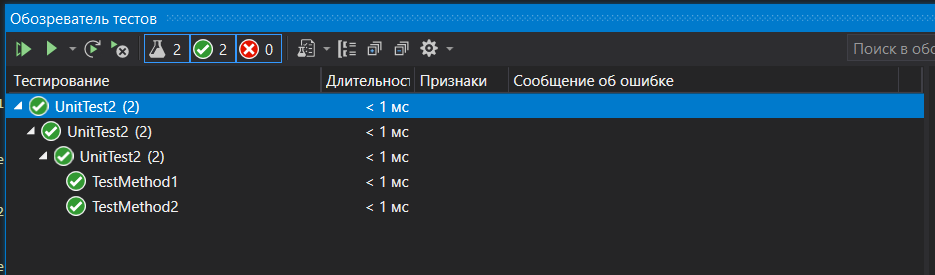 Обозреватель тестов
2 2 0 Поиск в обо
Тестирование Длительност Признаки Сообщение об ошибке
UnitTest2 (2) < 1 мс
UnitTest2 (2) < 1 мс
UnitTest2 (2) < 1 мс
TestMethod1 < 1 мс
TestMethod2 < 1 мс